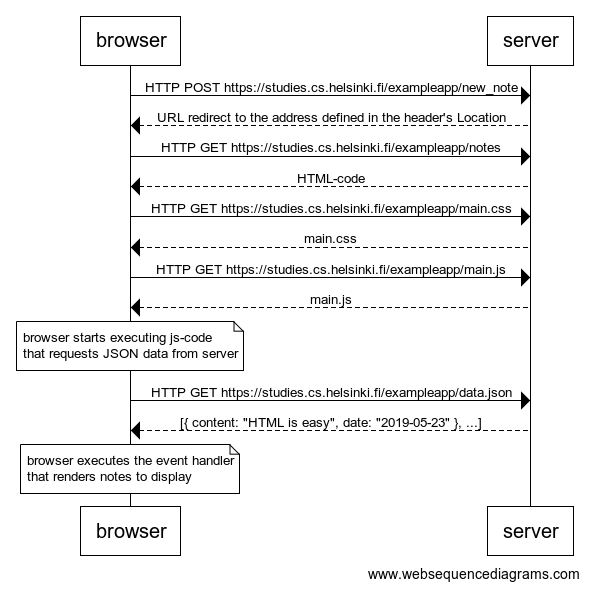 browser
server
HTTP POST https://studies.cs.helsinki.fi/exampleapp/new_note
URL redirect to the address defined in the header's Location
HTTP GET https://studies.cs.helsinki.fi/exampleapp/notes
HTML-code
HTTP GET https://studies.cs.helsinki.fi/exampleapp/main.css
main.css
HTTP GET https://studies.cs.helsinki.fi/exampleapp/main.js
main.js
browser starts executing js-code
that requests JSON data from server
HTTP GET https://studies.cs.helsinki.fi/exampleapp/data.json
[{ content: "HTML is easy", date: "2019-05-23" }, ...]
browser executes the event handler
that renders notes to display
browser
server
www.websequencediagrams.com